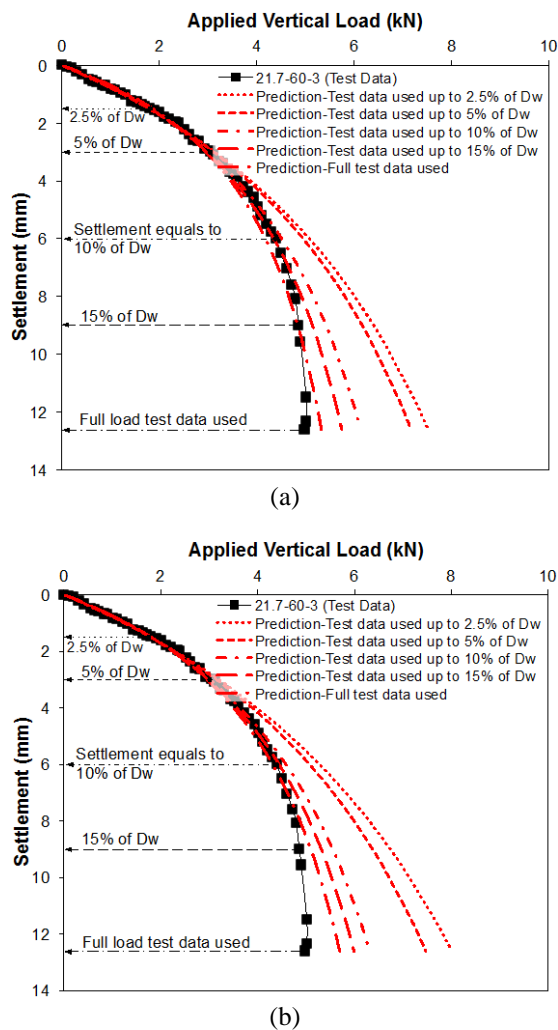 Applied Vertical Load (kN)
0 2 4 6 8 10
0
2
4
6
8
10
12
14
Settlement (mm)
21.7-60-3 (Test Data)
Prediction-Test data used up to 2.5% of Dw
Prediction-Test data used up to 5% of Dw
Prediction-Test data used up to 10% of Dw
Prediction-Test data used up to 15% of Dw
Prediction-Full test data used
2.5% of Dw
5% of Dw
Settlement equals to
10% of Dw
15% of Dw
Full load test data used
(a)
Applied Vertical Load (kN)
0 2 4 6 8 10
0
2
4
6
8
10
12
14
Settlement (mm)
21.7-60-3 (Test Data)
Prediction-Test data used up to 2.5% of Dw
Prediction-Test data used up to 5% of Dw
Prediction-Test data used up to 10% of Dw
Prediction-Test data used up to 15% of Dw
Prediction-Full test data used
2.5% of Dw
5% of Dw
Settlement equals to
10% of Dw
15% of Dw
Full load test data used
(b)